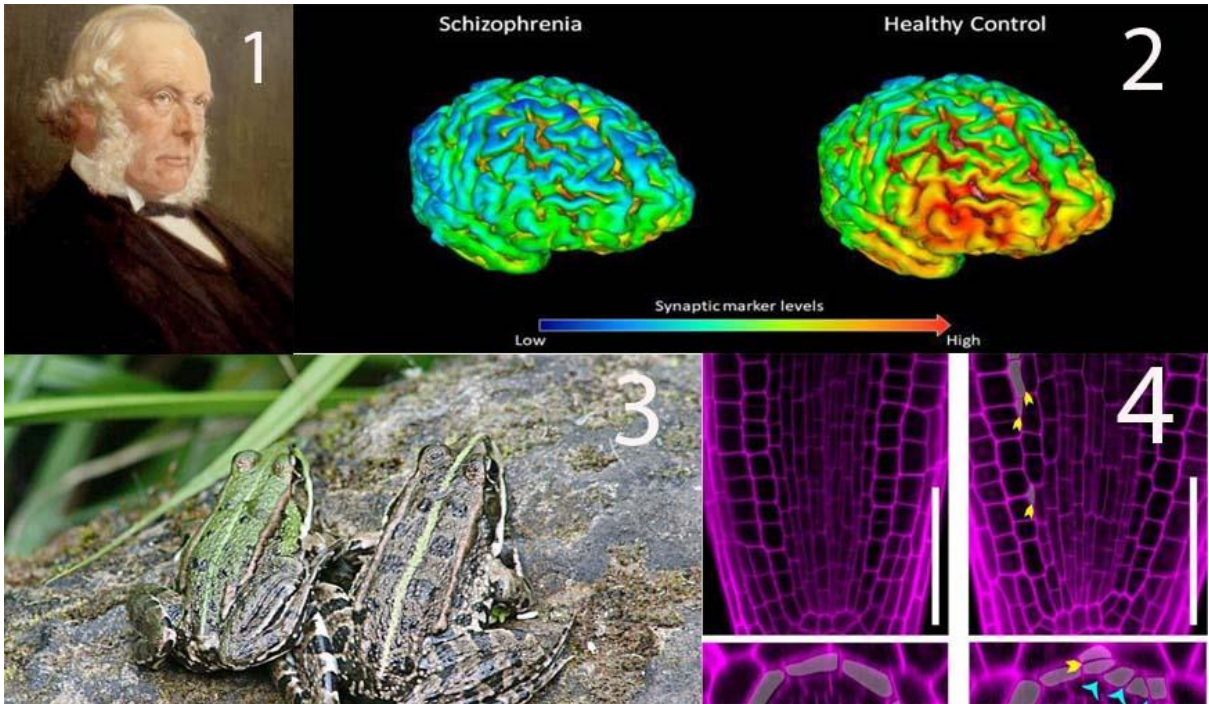 1
Schizophrenia
Healthy Control
2
Synaptic marker levels
Low
High
3
4